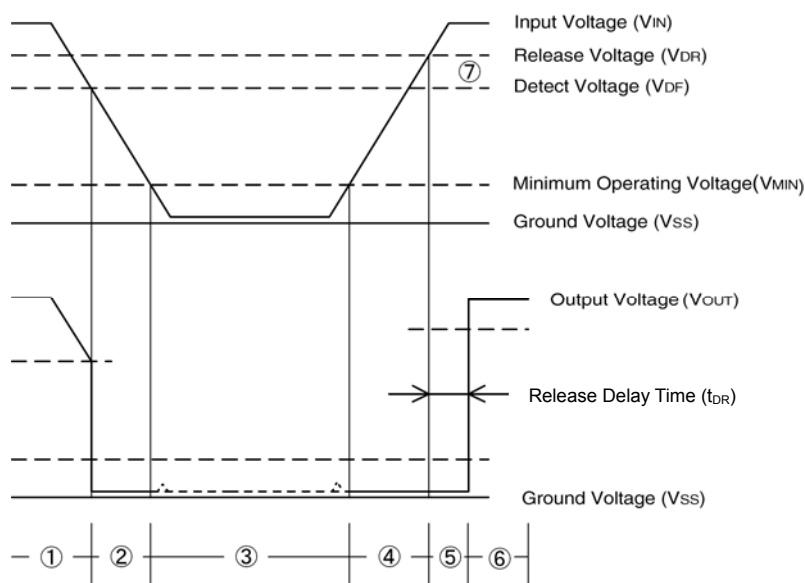 Input Voltage (VIN)
Release Voltage (VDR)
⑦
Detect Voltage (VDF)
Minimum Operating Voltage(VMIN)
Ground Voltage (VSS)
Output Voltage (VOUT)
Release Delay Time (tDR)
Ground Voltage (VSS)
① ② ③ ④ ⑤ ⑥